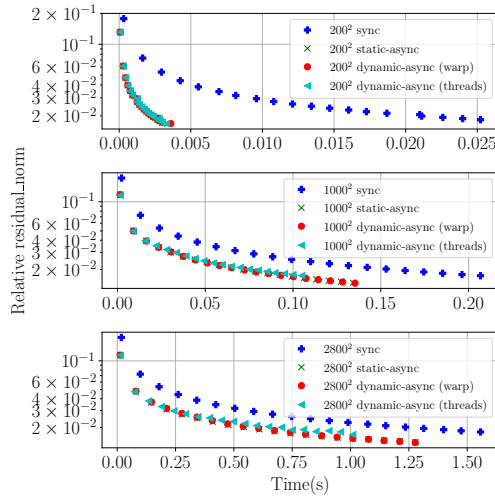 Relative residual_norm
2 × 10⁻¹
10⁻¹
6 × 10⁻²
4 × 10⁻²
3 × 10⁻²
2 × 10⁻²
200² sync
200² static-async
200² dynamic-async (warp)
200² dynamic-async (threads)
0.000 0.005 0.010 0.015 0.020 0.025
10⁻¹
6 × 10⁻²
4 × 10⁻²
3 × 10⁻²
2 × 10⁻²
1000² sync
1000² static-async
1000² dynamic-async (warp)
1000² dynamic-async (threads)
0.00 0.05 0.10 0.15 0.20
10⁻¹
6 × 10⁻²
4 × 10⁻²
3 × 10⁻²
2 × 10⁻²
2800² sync
2800² static-async
2800² dynamic-async (warp)
2800² dynamic-async (threads)
0.00 0.25 0.50 0.75 1.00 1.25 1.50
Time(s)